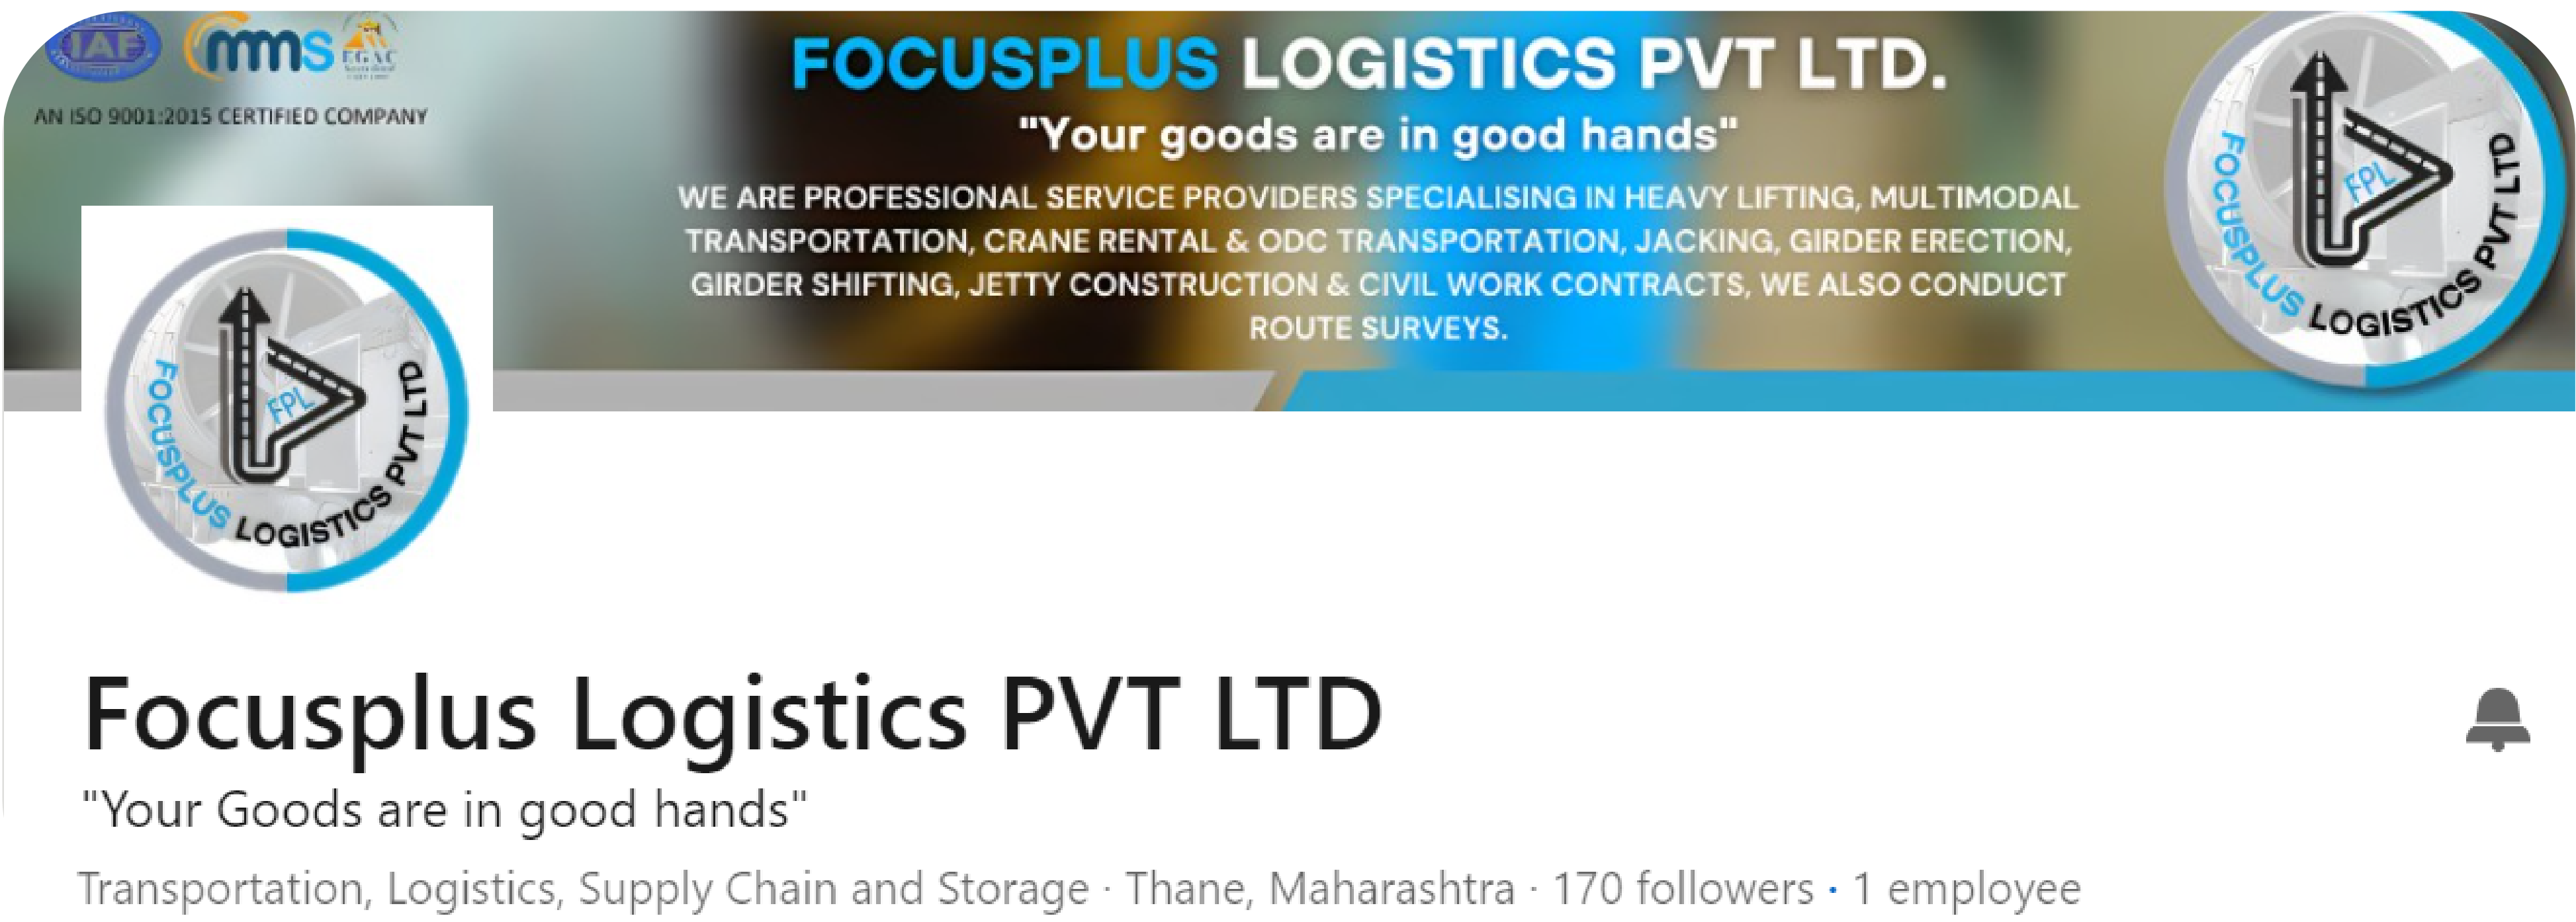 IAF
mms
EGAC
AN ISO 9001:2015 CERTIFIED COMPANY
FOCUSPLUS LOGISTICS PVT LTD.
"Your goods are in good hands"
WE ARE PROFESSIONAL SERVICE PROVIDERS SPECIALISING IN HEAVY LIFTING, MULTIMODAL
TRANSPORTATION, CRANE RENTAL & ODC TRANSPORTATION, JACKING, GIRDER ERECTION,
GIRDER SHIFTING, JETTY CONSTRUCTION & CIVIL WORK CONTRACTS, WE ALSO CONDUCT
ROUTE SURVEYS.
FPL
FOCUSPLUS LOGISTICS PVT LTD
FPL
FOCUSPLUS LOGISTICS PVT LTD
Focusplus Logistics PVT LTD
"Your Goods are in good hands"
Transportation, Logistics, Supply Chain and Storage · Thane, Maharashtra · 170 followers · 1 employee